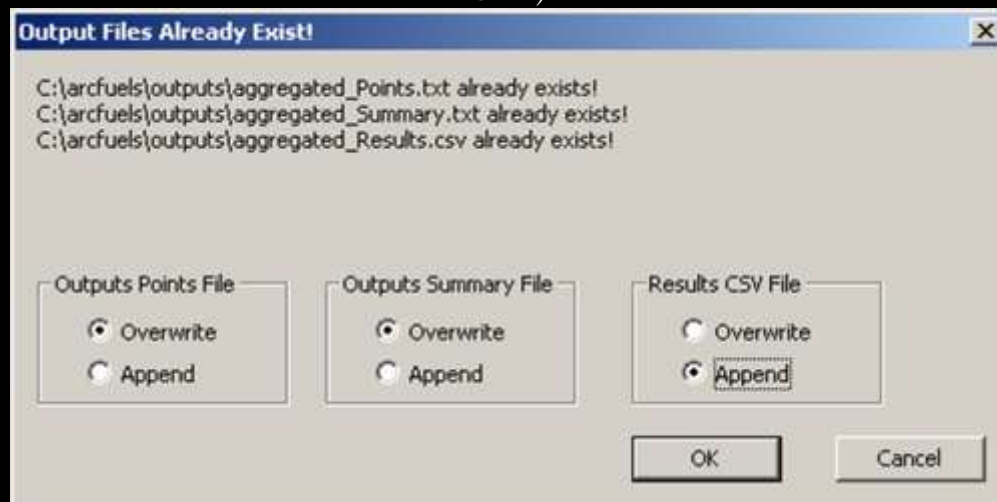 Output Files Already Exist!
C:\arcfuels\outputs\aggregated_Points.txt already exists!
C:\arcfuels\outputs\aggregated_Summary.txt already exists!
C:\arcfuels\outputs\aggregated_Results.csv already exists!
Outputs Points File
Overwrite
Append
Outputs Summary File
Overwrite
Append
Results CSV File
Overwrite
Append
OK
Cancel